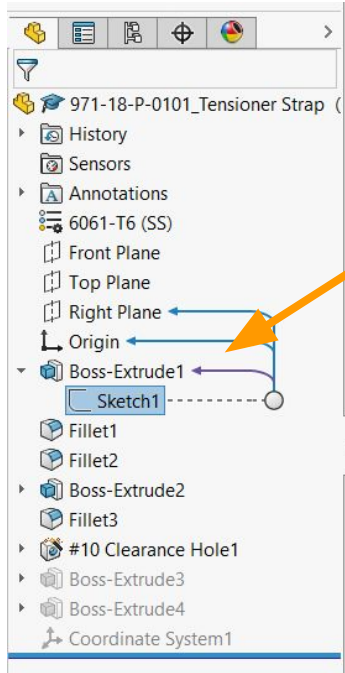 971-18-P-0101_Tensioner Strap (
History
Sensors
Annotations
6061-T6 (SS)
Front Plane
Top Plane
Right Plane
Origin
Boss-Extrude1
Sketch1
Fillet1
Fillet2
Boss-Extrude2
Fillet3
#10 Clearance Hole1
Boss-Extrude3
Boss-Extrude4
Coordinate System1